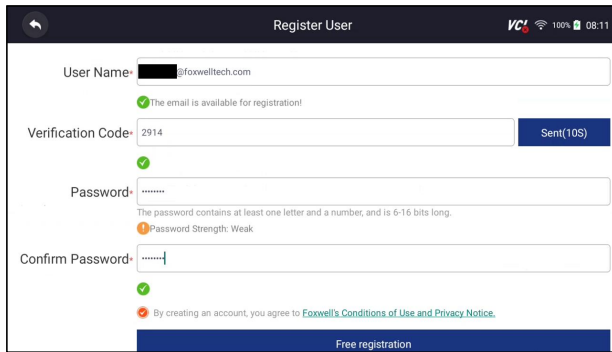 Register User
VCI 100% 08:11
User Name* @foxwelltech.com
The email is available for registration!
Verification Code* 2914 Sent(10S)
Password* ········
The password contains at least one letter and a number, and is 6-16 bits long.
Password Strength: Weak
Confirm Password* ········
By creating an account, you agree to Foxwell's Conditions of Use and Privacy Notice.
Free registration